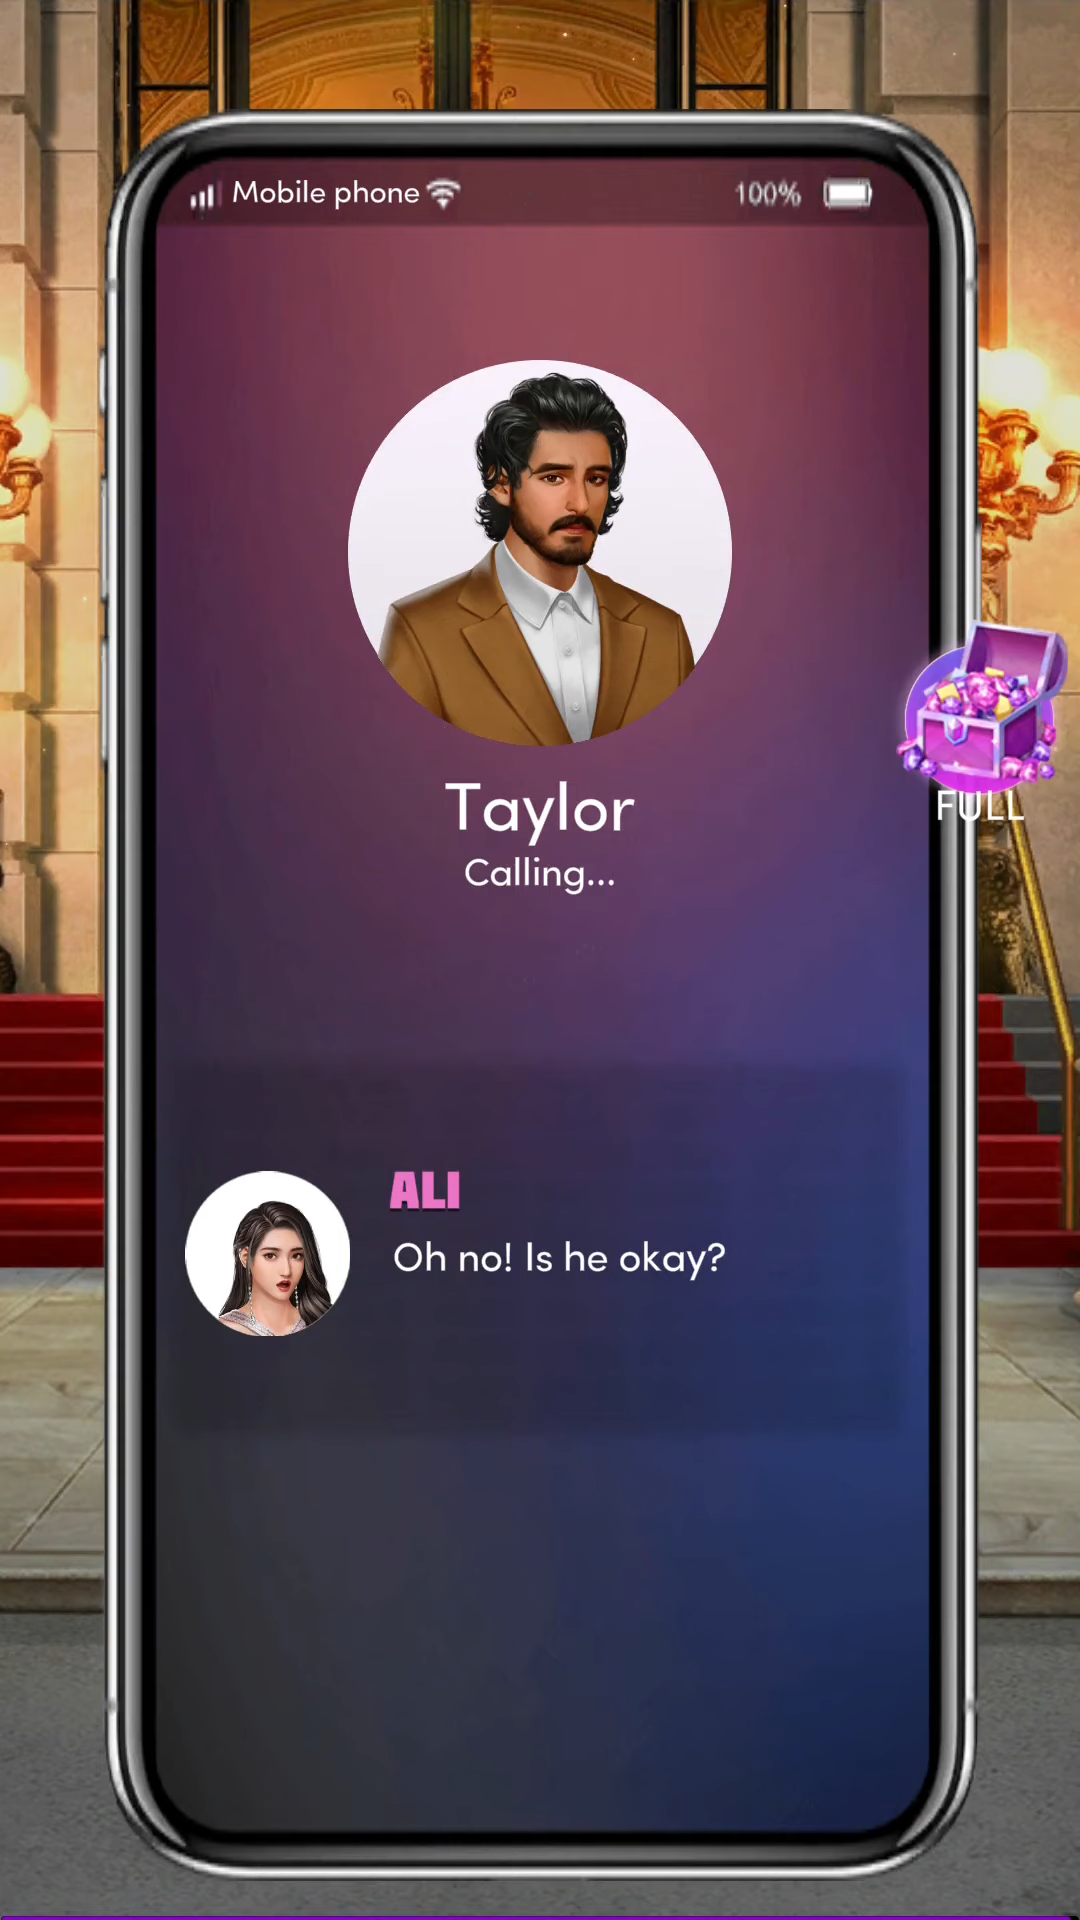 Mobile phone
100%
Taylor
Calling...
FULL
ALI
Oh no! Is he okay?